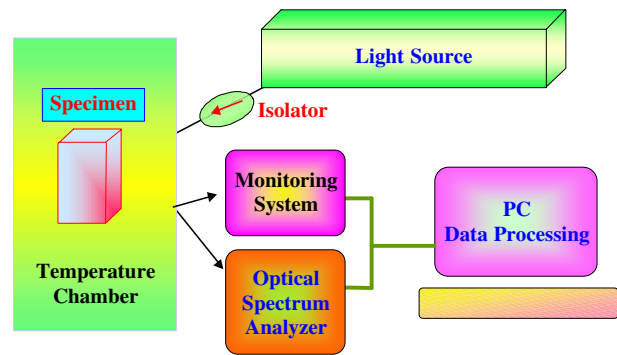 Light Source
Specimen
Isolator
Monitoring
System
PC
Data Processing
Temperature
Chamber
Optical
Spectrum
Analyzer